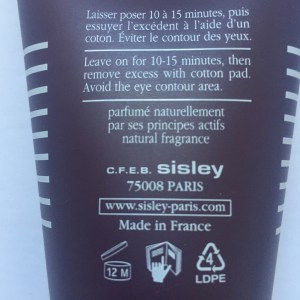 Laisser poser 10 à 15 minutes, puis
essuyer l'excédent à l'aide d'un
coton. Éviter le contour des yeux.
Leave on for 10-15 minutes, then
remove excess with cotton pad.
Avoid the eye contour area.
parfumé naturellement
par ses principes actifs
natural fragrance
C.F.E.B. sisley
75008 PARIS
www.sisley-paris.com
Made in France
12 M
4
LDPE